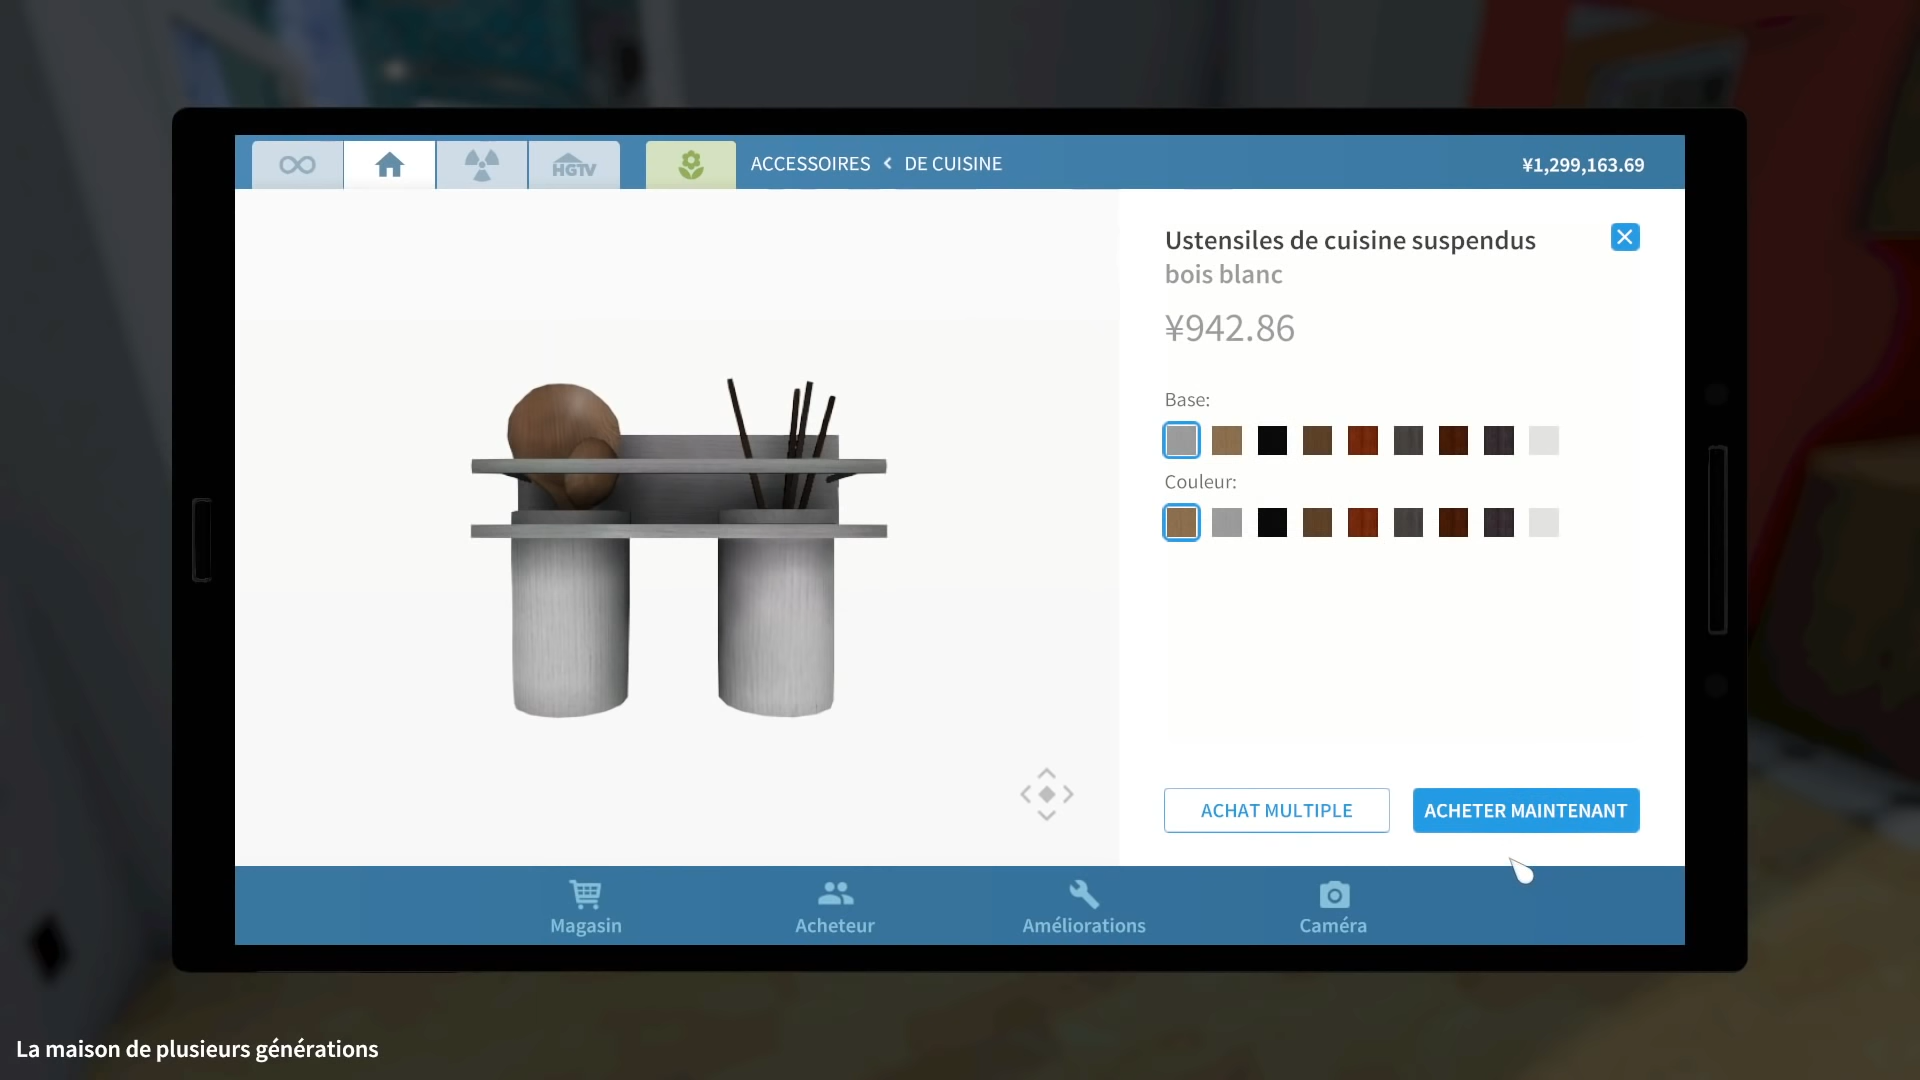 HGTV
ACCESSOIRES < DE CUISINE
¥1,299,163.69
Ustensiles de cuisine suspendus
bois blanc
¥942.86
Base:
Couleur:
ACHAT MULTIPLE
ACHETER MAINTENANT
Magasin
Acheteur
Améliorations
Caméra
La maison de plusieurs générations